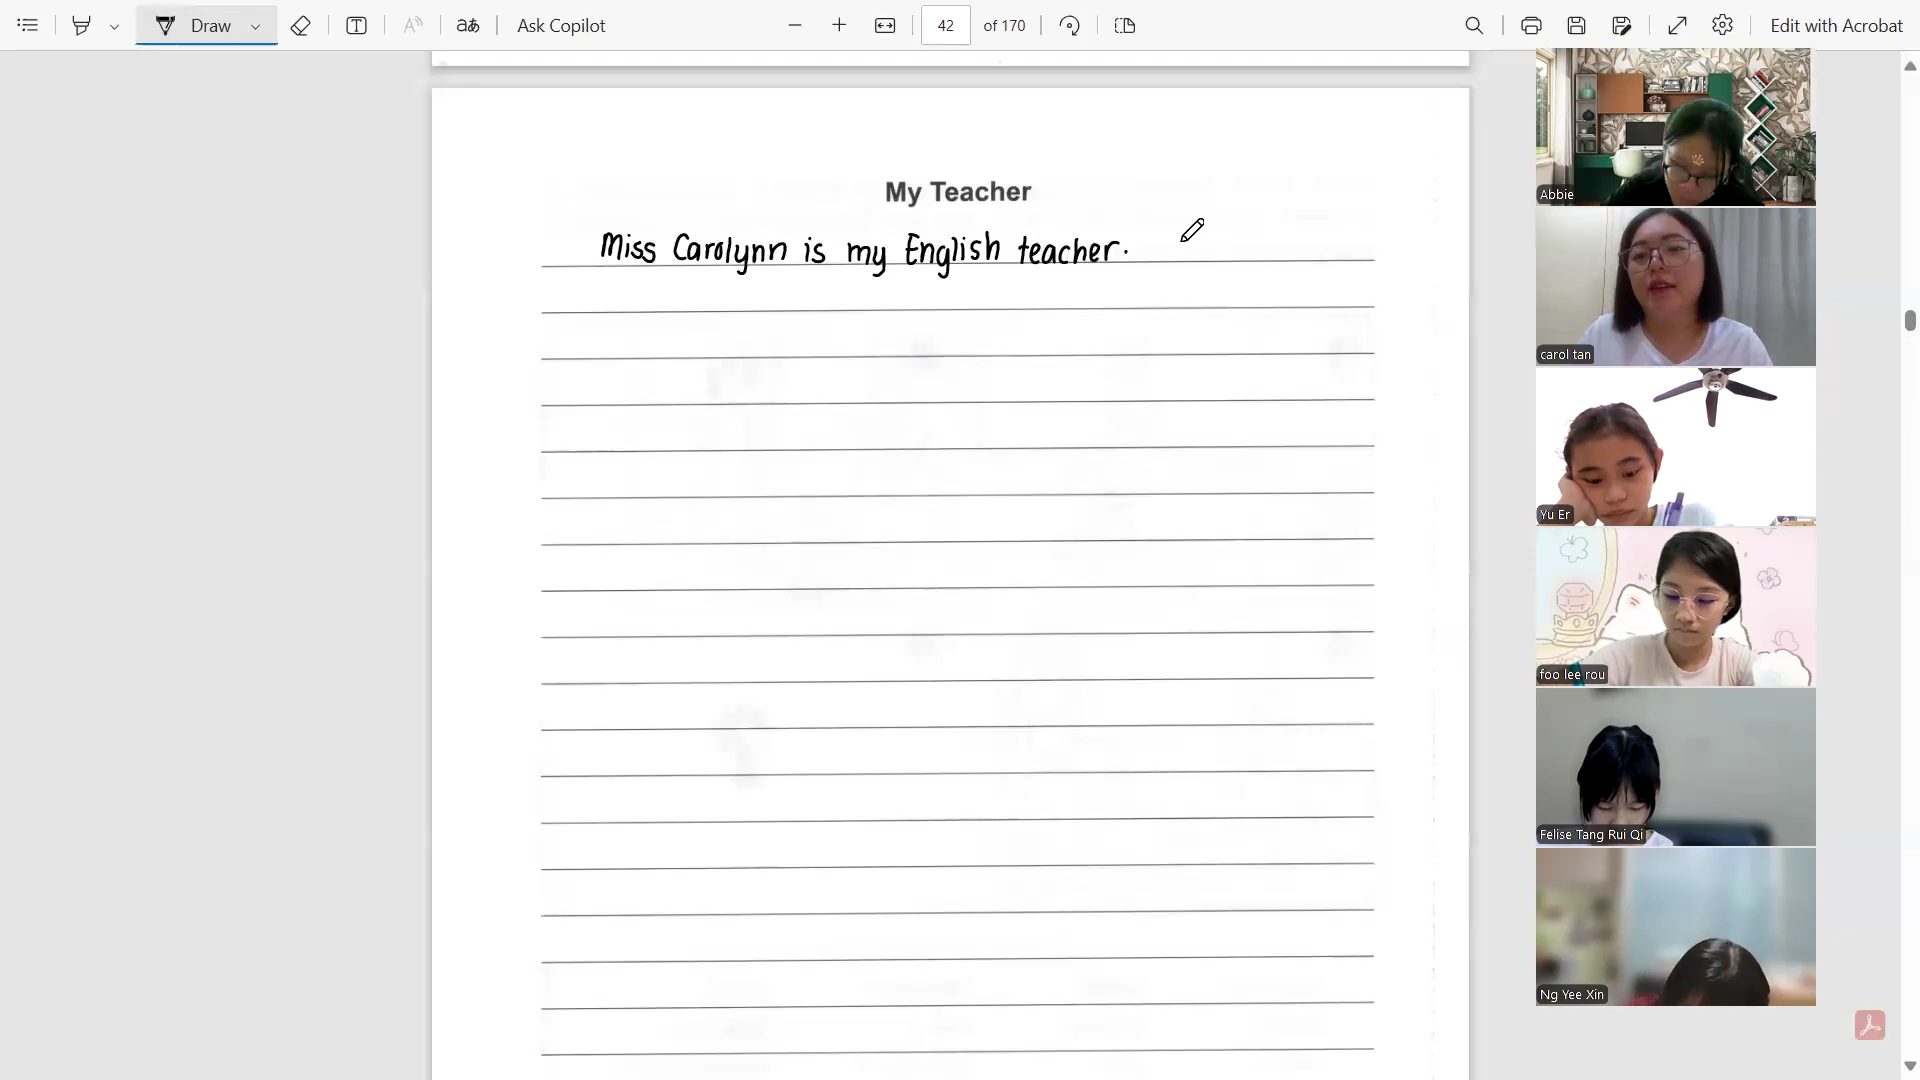 Draw
Ask Copilot
42 of 170
Edit with Acrobat
My Teacher
Miss Carolynn is my English teacher.
Abbie
carol tan
Yu Er
foo lee rou
Felise Tang Rui Qi
Ng Yee Xin